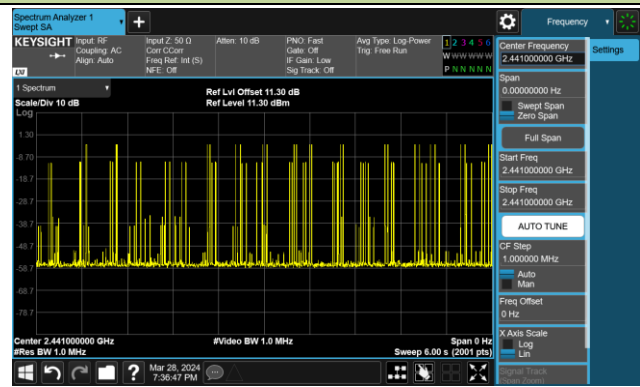 Spectrum Analyzer 1
Swept SA
Frequency
KEYSIGHT
Input: RF
Coupling: AC
Align: Auto
Input Z: 50 Ω
Corr CCorr
Freq Ref: Int (S)
NFE: Off
Atten: 10 dB
PNO: Fast
Gate: Off
IF Gain: Low
Sig Track: Off
Avg Type: Log-Power
Trig: Free Run
1 2 3 4 5 6
W W W W W W
P N N N N N
LXI
Center Frequency
2.441000000 GHz
Settings
Span
0.00000000 Hz
Swept Span
Zero Span
Full Span
Start Freq
2.441000000 GHz
Stop Freq
2.441000000 GHz
AUTO TUNE
CF Step
1.000000 MHz
Auto
Man
Freq Offset
0 Hz
X Axis Scale
Log
Lin
Signal Track
(Span Zoom)
1 Spectrum
Scale/Div 10 dB
Ref Lvl Offset 11.30 dB
Ref Level 11.30 dBm
Log
1.30
-8.70
-18.7
-28.7
-38.7
-48.7
-58.7
-68.7
-78.7
Center 2.441000000 GHz
#Video BW 1.0 MHz
Span 0 Hz
#Res BW 1.0 MHz
Sweep 6.00 s (2001 pts)
Mar 28, 2024
7:36:47 PM